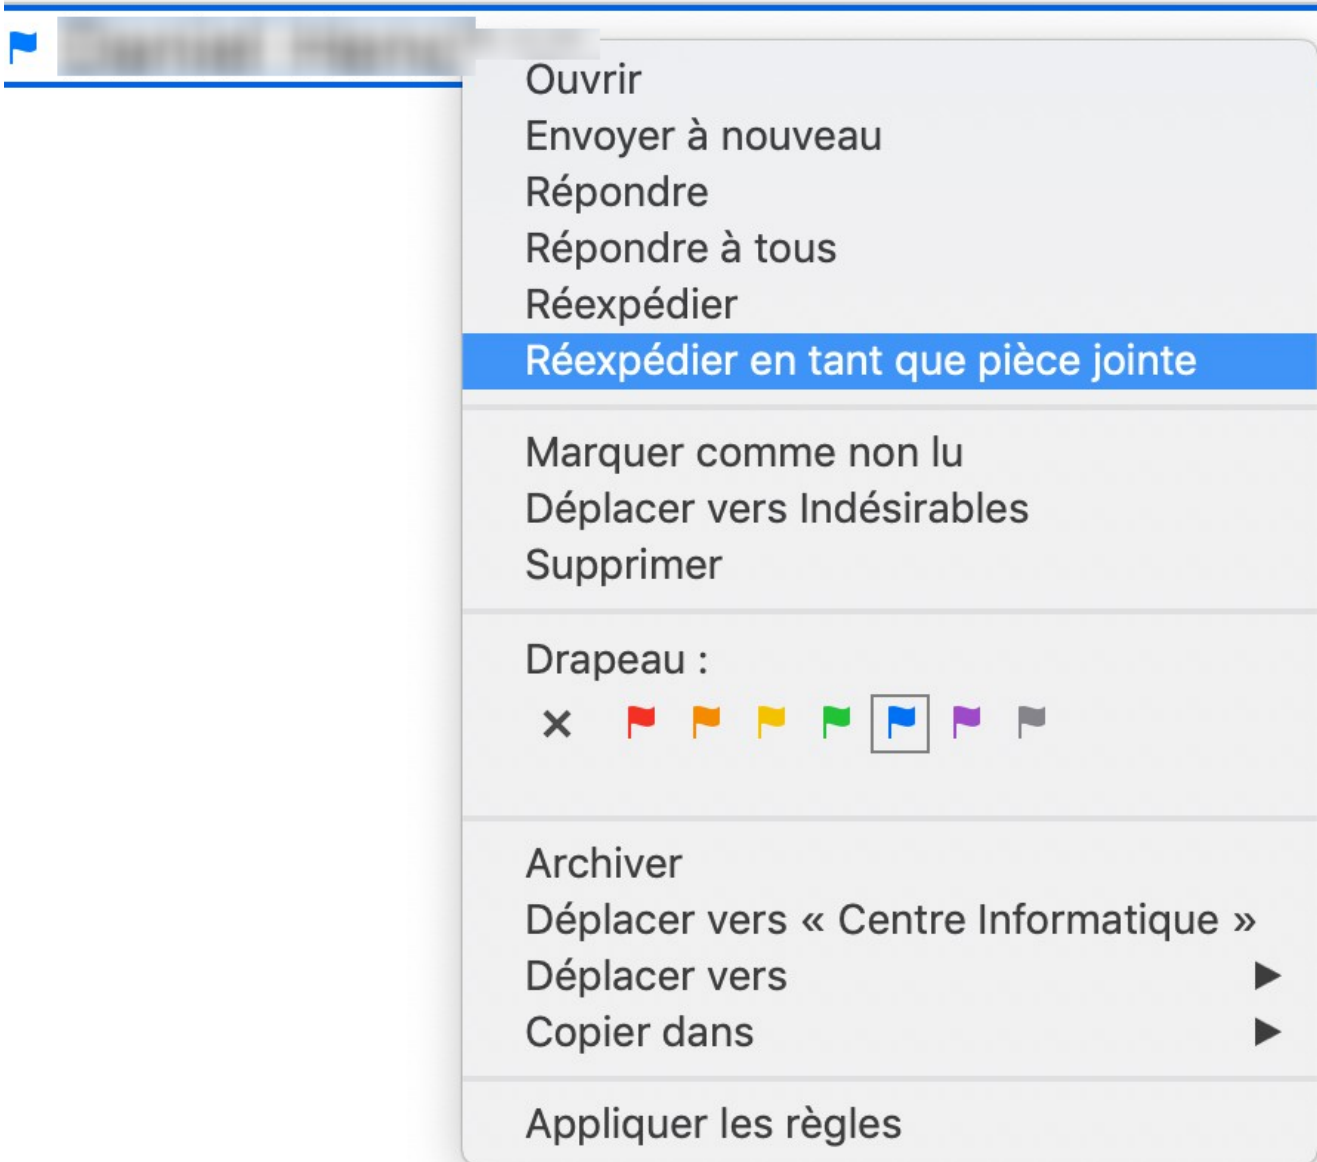 Ouvrir
Envoyer à nouveau
Répondre
Répondre à tous
Réexpédier
Réexpédier en tant que pièce jointe
Marquer comme non lu
Déplacer vers Indésirables
Supprimer
Drapeau :
Archiver
Déplacer vers « Centre Informatique »
Déplacer vers
Copier dans
Appliquer les règles